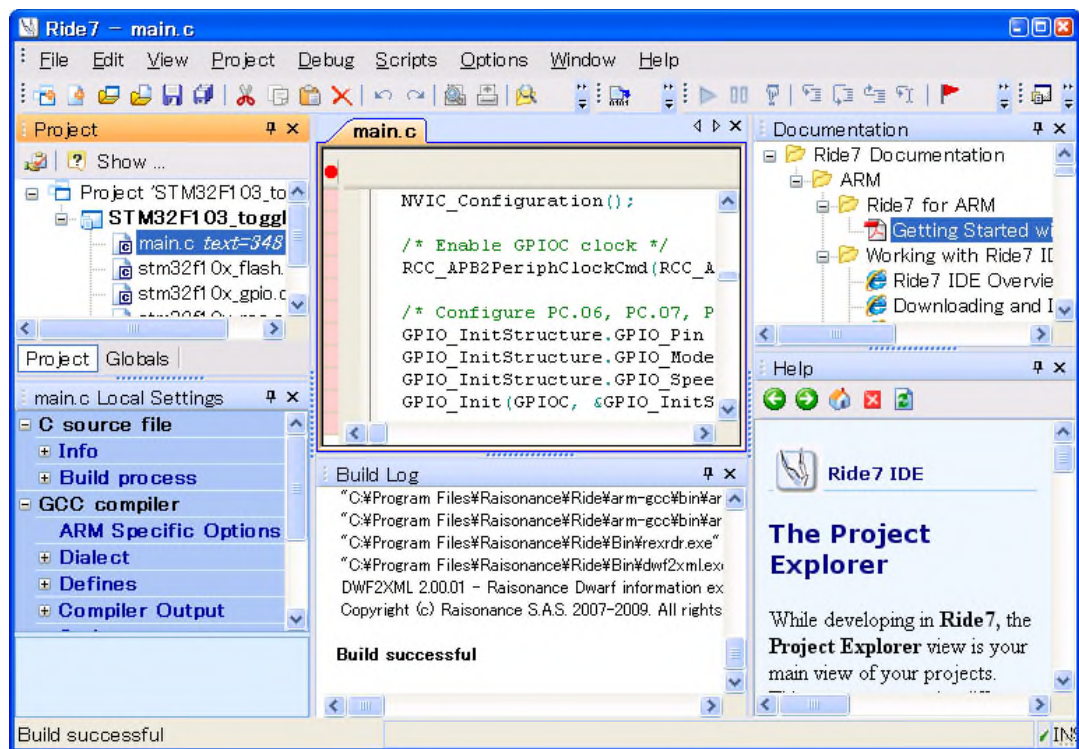 Ride7 - main.c
File Edit View Project Debug Scripts Options Window Help
Project
Show ...
Project 'STM32F103_to
STM32F103_toggl
main.c text=348
stm32f10x_flash.
stm32f10x_gpio.c
Project Globals
main.c Local Settings
C source file
Info
Build process
GCC compiler
ARM Specific Options
Dialect
Defines
Compiler Output
main.c
NVIC_Configuration();
/* Enable GPIOC clock */
RCC_APB2PeriphClockCmd(RCC_A
/* Configure PC.06, PC.07, P
GPIO_InitStructure.GPIO_Pin
GPIO_InitStructure.GPIO_Mode
GPIO_InitStructure.GPIO_Spee
GPIO_Init(GPIOC, &GPIO_InitS
Build Log
"C:¥Program Files¥Raisonance¥Ride¥arm-gcc¥bin¥ar
"C:¥Program Files¥Raisonance¥Ride¥arm-gcc¥bin¥ar
"C:¥Program Files¥Raisonance¥Ride¥Bin¥rexrdr.exe"
"C:¥Program Files¥Raisonance¥Ride¥Bin¥dwf2xml.exe
DWF2XML 2.00.01 - Raisonance Dwarf information ex
Copyright (c) Raisonance S.A.S. 2007-2009. All rights
Build successful
Documentation
Ride7 Documentation
ARM
Ride7 for ARM
Getting Started wi
Working with Ride7 IC
Ride7 IDE Overvie
Downloading and I
Help
Ride7 IDE
The Project
Explorer
While developing in Ride7, the
Project Explorer view is your
main view of your projects.
Build successful
INS